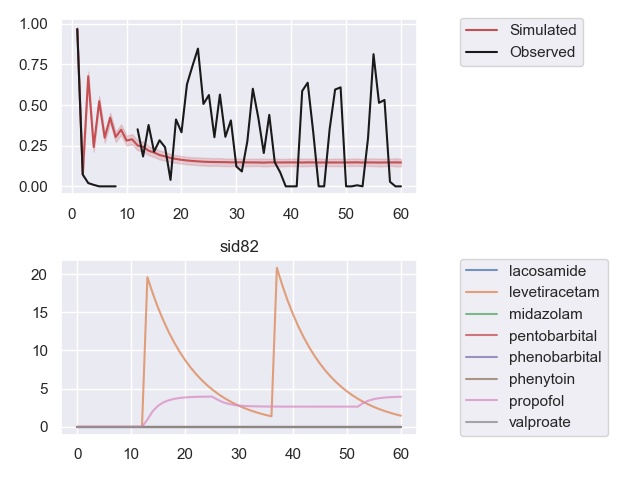 1.00
0.75
0.50
0.25
0.00
0 10 20 30 40 50 60
Simulated
Observed
sid82
20
15
10
5
0
0 10 20 30 40 50 60
lacosamide
levetiracetam
midazolam
pentobarbital
phenobarbital
phenytoin
propofol
valproate